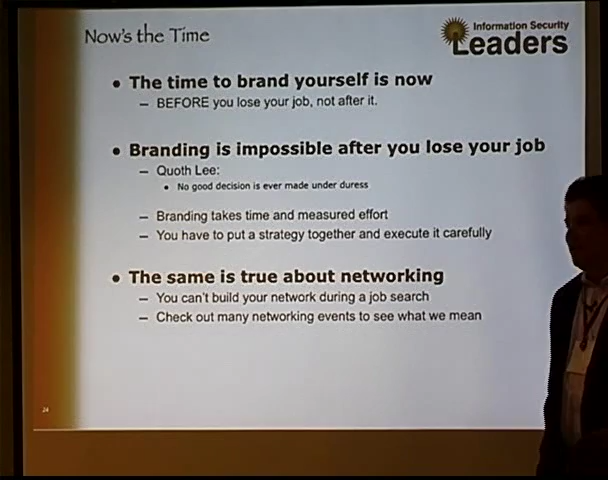 Now's the Time
Information Security
Leaders
• The time to brand yourself is now
– BEFORE you lose your job, not after it.
• Branding is impossible after you lose your job
– Quoth Lee:
• No good decision is ever made under duress
– Branding takes time and measured effort
– You have to put a strategy together and execute it carefully
• The same is true about networking
– You can't build your network during a job search
– Check out many networking events to see what we mean
24